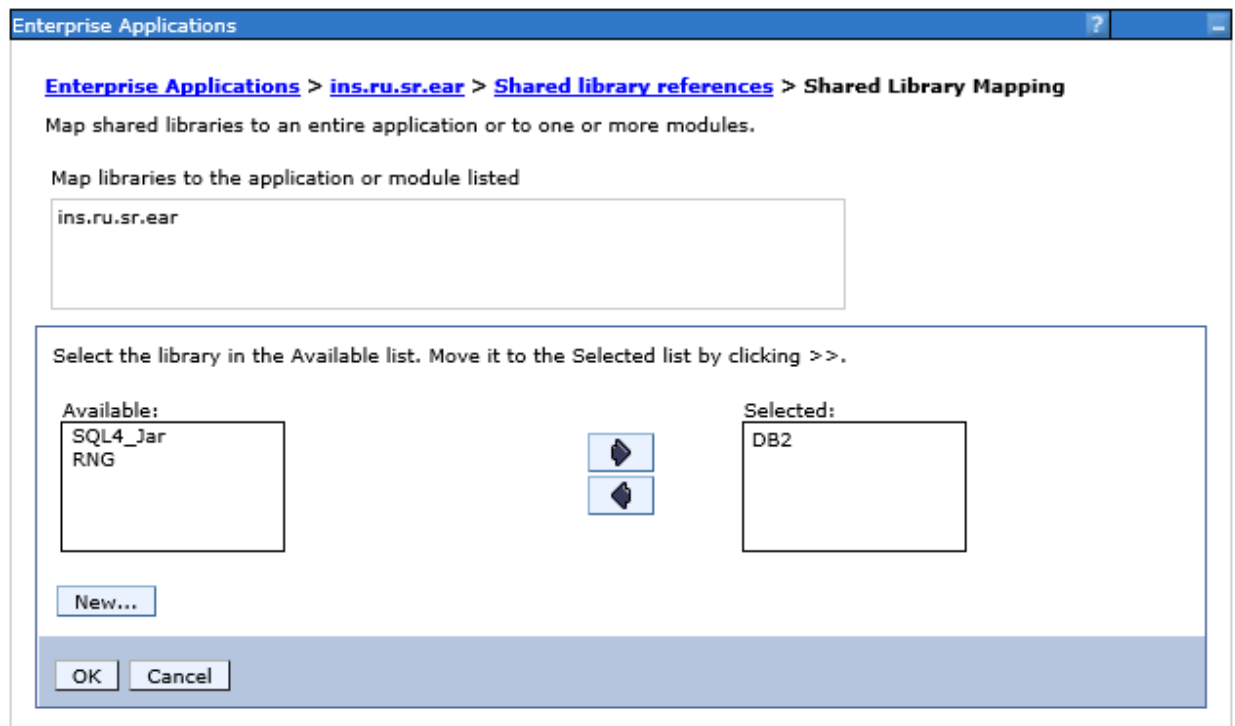 Enterprise Applications ?
Enterprise Applications > ins.ru.sr.ear > Shared library references > Shared Library Mapping
Map shared libraries to an entire application or to one or more modules.
Map libraries to the application or module listed
ins.ru.sr.ear
Select the library in the Available list. Move it to the Selected list by clicking >>.
Available:
SQL4_Jar
RNG
Selected:
DB2
New...
OK Cancel